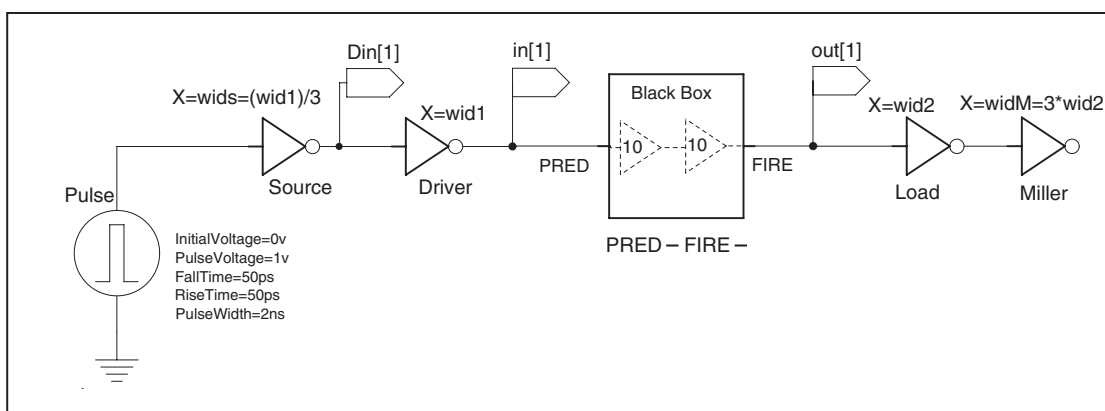 Din[1]
in[1]
out[1]
X=wids=(wid1)/3
X=wid1
Black Box
X=wid2
X=widM=3*wid2
10
10
PRED
FIRE
Source
Driver
Load
Miller
Pulse
InitialVoltage=0v
PulseVoltage=1v
FallTime=50ps
RiseTime=50ps
PulseWidth=2ns
PRED – FIRE –